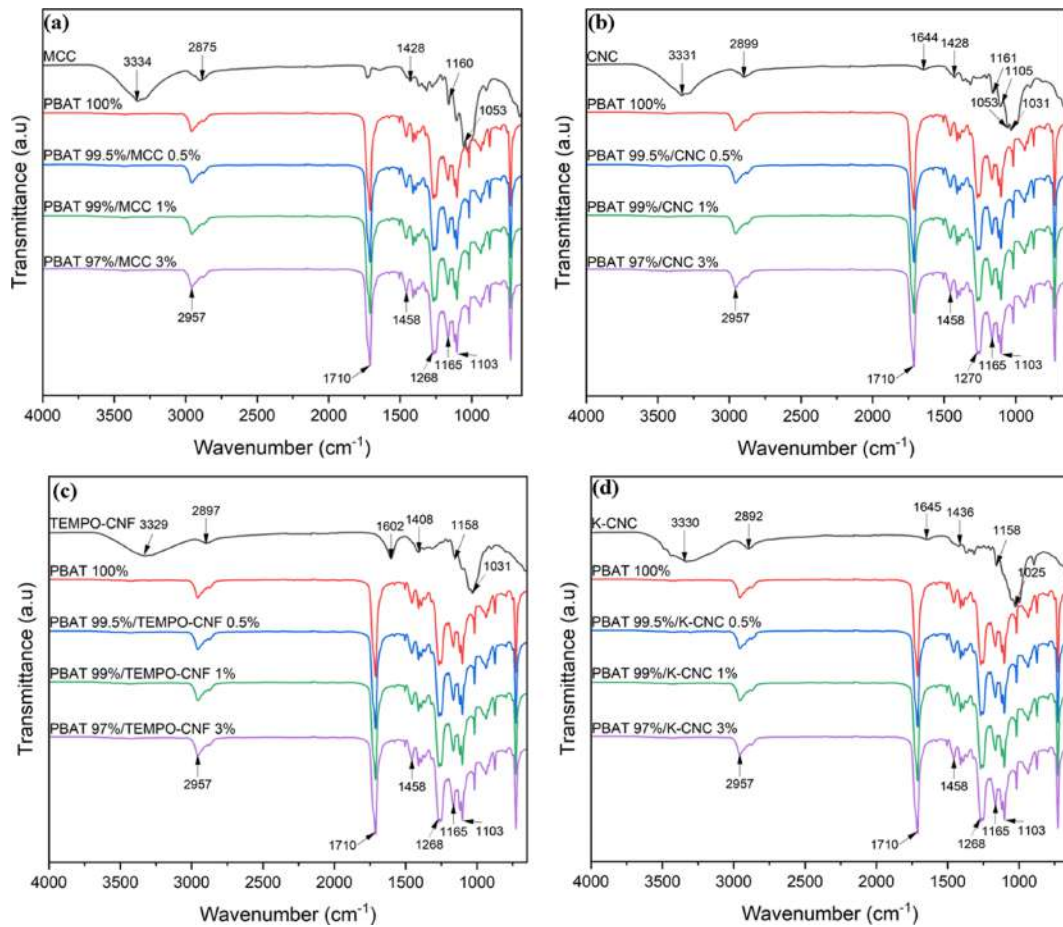 (a)
MCC
3334
2875
1428
1160
1053
PBAT 100%
PBAT 99.5%/MCC 0.5%
PBAT 99%/MCC 1%
PBAT 97%/MCC 3%
2957
1710
1458
1268
1165
1103
Transmittance (a.u)
4000 3500 3000 2500 2000 1500 1000
Wavenumber (cm-1)
(b)
CNC
3331
2899
1644
1428
1161
1105
1053
1031
PBAT 100%
PBAT 99.5%/CNC 0.5%
PBAT 99%/CNC 1%
PBAT 97%/CNC 3%
2957
1710
1458
1270
1165
1103
Transmittance (a.u)
4000 3500 3000 2500 2000 1500 1000
Wavenumber (cm-1)
(c)
TEMPO-CNF
3329
2897
1602
1408
1158
1031
PBAT 100%
PBAT 99.5%/TEMPO-CNF 0.5%
PBAT 99%/TEMPO-CNF 1%
PBAT 97%/TEMPO-CNF 3%
2957
1710
1458
1268
1165
1103
Transmittance (a.u)
4000 3500 3000 2500 2000 1500 1000
Wavenumber (cm-1)
(d)
K-CNC
3330
2892
1645
1436
1158
1025
PBAT 100%
PBAT 99.5%/K-CNC 0.5%
PBAT 99%/K-CNC 1%
PBAT 97%/K-CNC 3%
2957
1710
1458
1268
1165
1103
Transmittance (a.u)
4000 3500 3000 2500 2000 1500 1000
Wavenumber (cm-1)